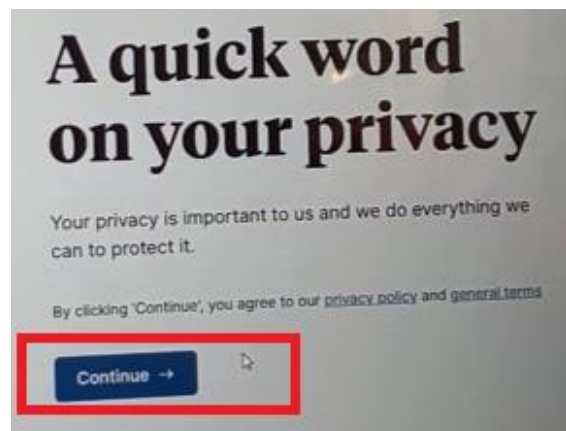 A quick word
on your privacy
Your privacy is important to us and we do everything we
can to protect it.
By clicking 'Continue', you agree to our privacy policy and general terms
Continue →